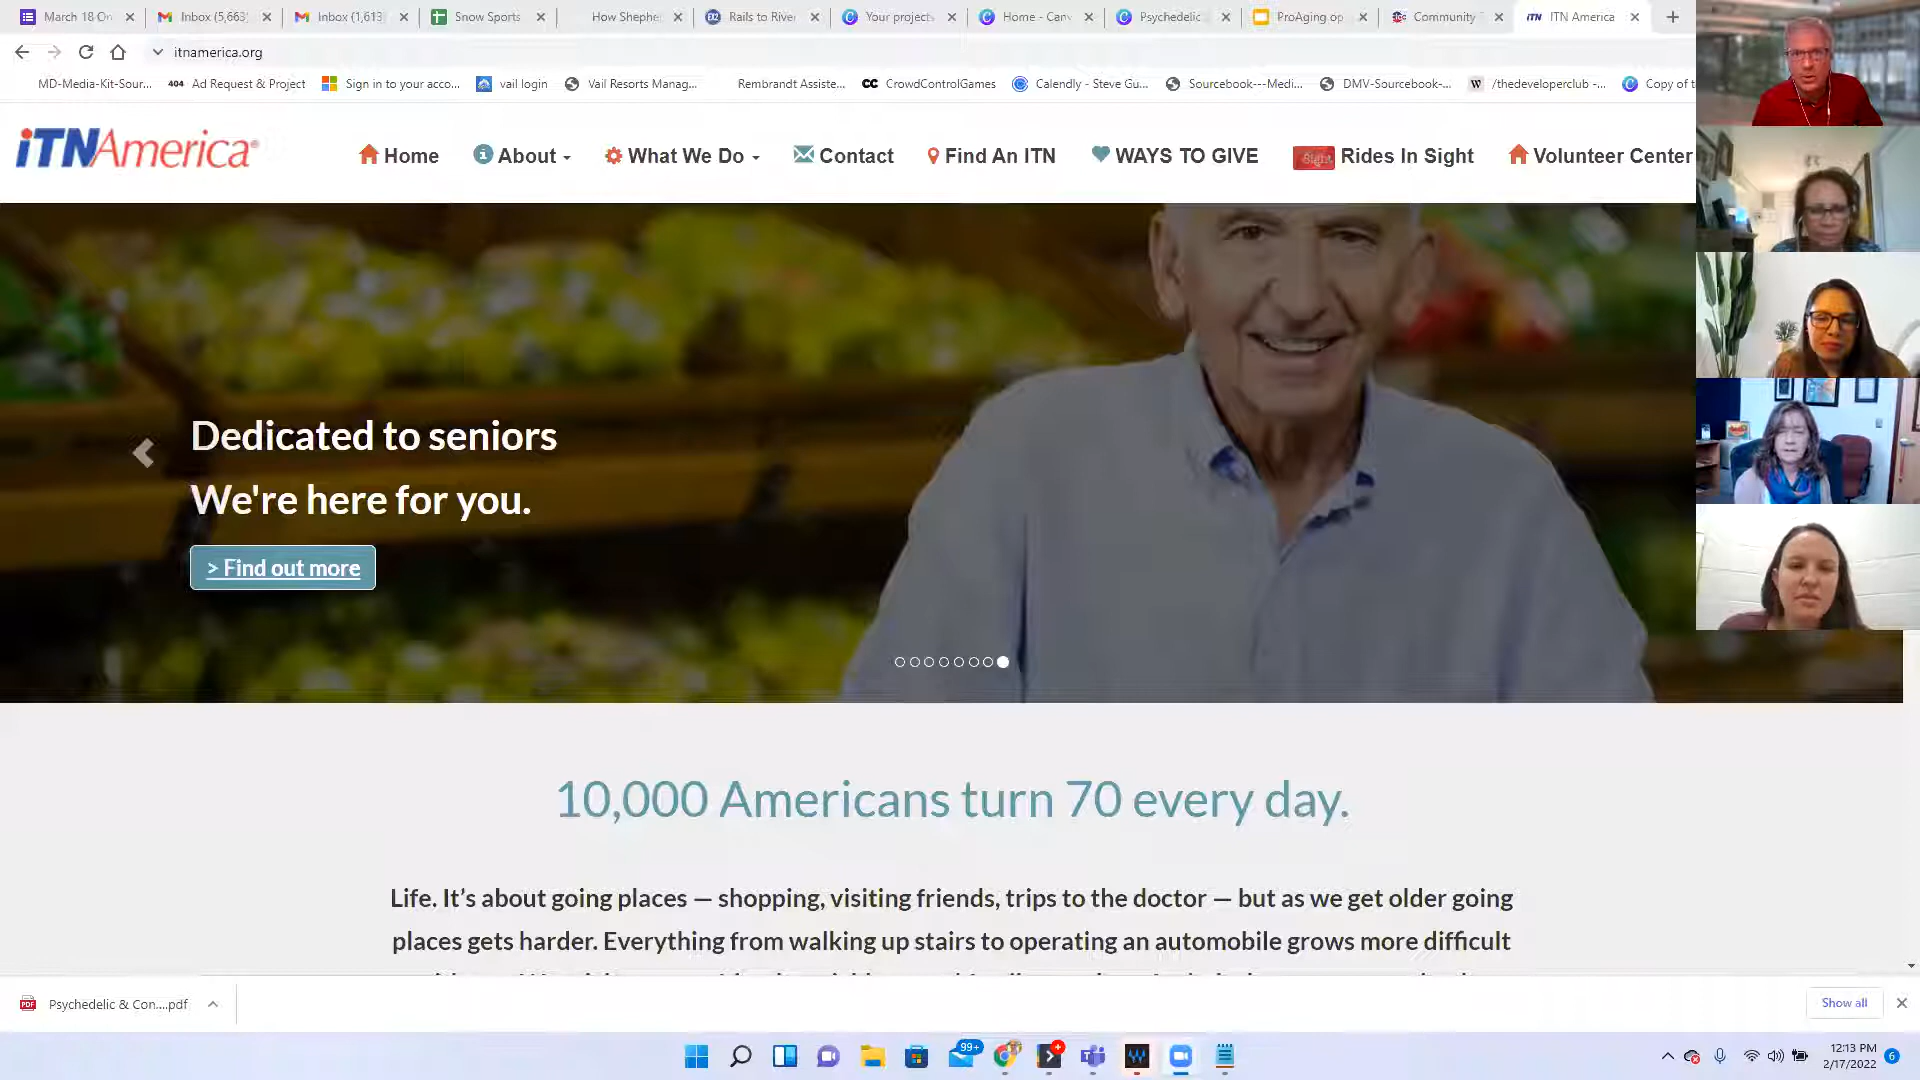 March 18 On
Inbox (5,663
Inbox (1,613
Snow Sports
How Shephe
Rails to River
Your projects
Home - Canv
Psychedelic
ProAging op
Community
ITN America
itnamerica.org
MD-Media-Kit-Sour...
Ad Request & Project
Sign in to your acco...
vail login
Vail Resorts Manag...
Rembrandt Assiste...
CrowdControlGames
Calendly - Steve Gu...
Sourcebook---Medi...
DMV-Sourcebook-...
/thedeveloperclub -...
Copy of t
iTNAmerica®
Home
About
What We Do
Contact
Find An ITN
WAYS TO GIVE
Rides In Sight
Volunteer Center
Dedicated to seniors
We're here for you.
> Find out more
10,000 Americans turn 70 every day.
Life. It's about going places — shopping, visiting friends, trips to the doctor — but as we get older going
places gets harder. Everything from walking up stairs to operating an automobile grows more difficult
Psychedelic & Con....pdf
Show all
99+
12:13 PM
2/17/2022
6